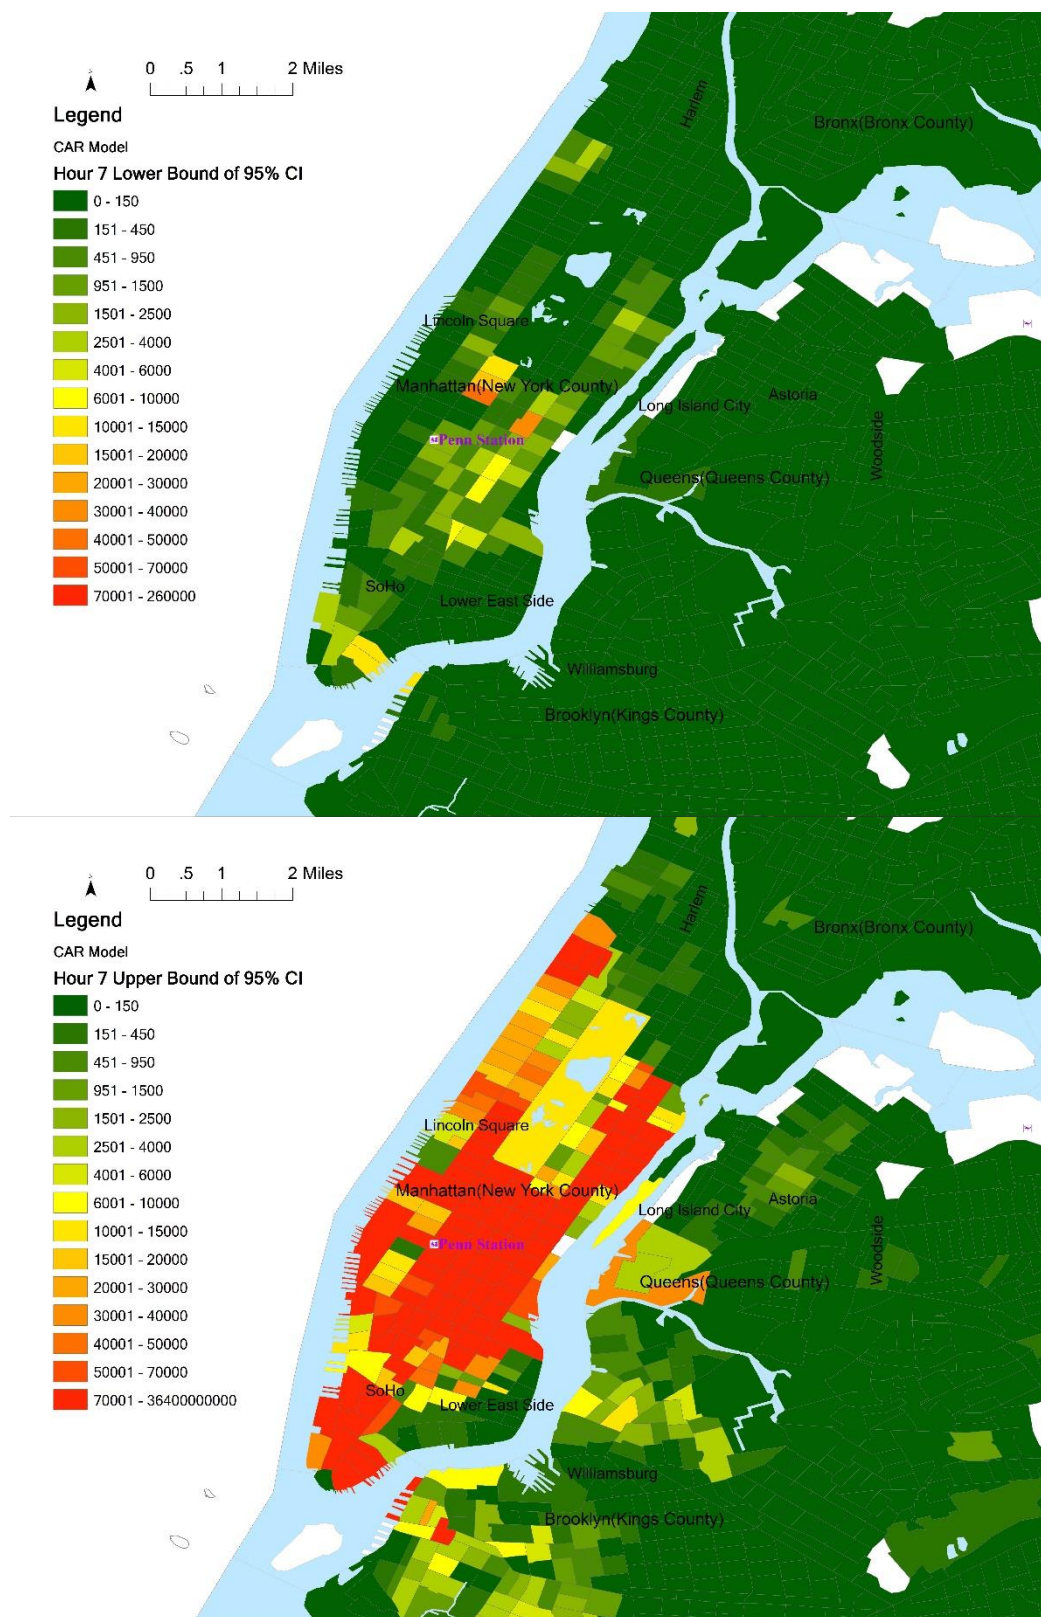 0 .5 1 2 Miles
Legend
CAR Model
Hour 7 Lower Bound of 95% CI
0 - 150
151 - 450
451 - 950
951 - 1500
1501 - 2500
2501 - 4000
4001 - 6000
6001 - 10000
10001 - 15000
15001 - 20000
20001 - 30000
30001 - 40000
40001 - 50000
50001 - 70000
70001 - 260000
Harlem
Bronx(Bronx County)
Lincoln Square
Manhattan(New York County)
Long Island City
Astoria
Woodside
Penn Station
Queens(Queens County)
SoHo
Lower East Side
Williamsburg
Brooklyn(Kings County)
0 .5 1 2 Miles
Legend
CAR Model
Hour 7 Upper Bound of 95% CI
0 - 150
151 - 450
451 - 950
951 - 1500
1501 - 2500
2501 - 4000
4001 - 6000
6001 - 10000
10001 - 15000
15001 - 20000
20001 - 30000
30001 - 40000
40001 - 50000
50001 - 70000
70001 - 36400000000
Harlem
Bronx(Bronx County)
Lincoln Square
Manhattan(New York County)
Long Island City
Astoria
Woodside
Penn Station
Queens(Queens County)
SoHo
Lower East Side
Williamsburg
Brooklyn(Kings County)